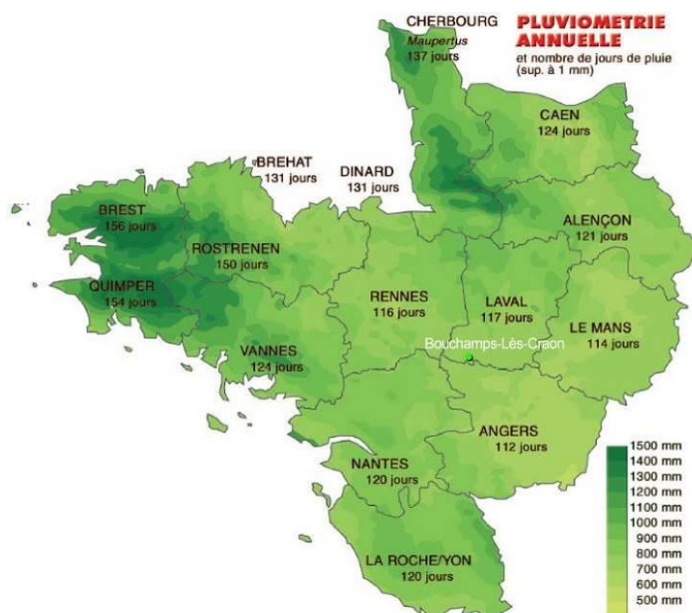 CHERBOURG
Maupertus
137 jours
PLUVIOMETRIE
ANNUELLE
et nombre de jours de pluie
(sup. à 1 mm)
CAEN
124 jours
BREHAT
131 jours
DINARD
131 jours
BREST
156 jours
ROSTRENEN
150 jours
ALENÇON
121 jours
QUIMPER
154 jours
RENNES
116 jours
LAVAL
117 jours
LE MANS
114 jours
Bouchamps-Lès-Craon
VANNES
124 jours
ANGERS
112 jours
NANTES
120 jours
LA ROCHE/YON
120 jours
1500 mm
1400 mm
1300 mm
1200 mm
1100 mm
1000 mm
900 mm
800 mm
700 mm
600 mm
500 mm